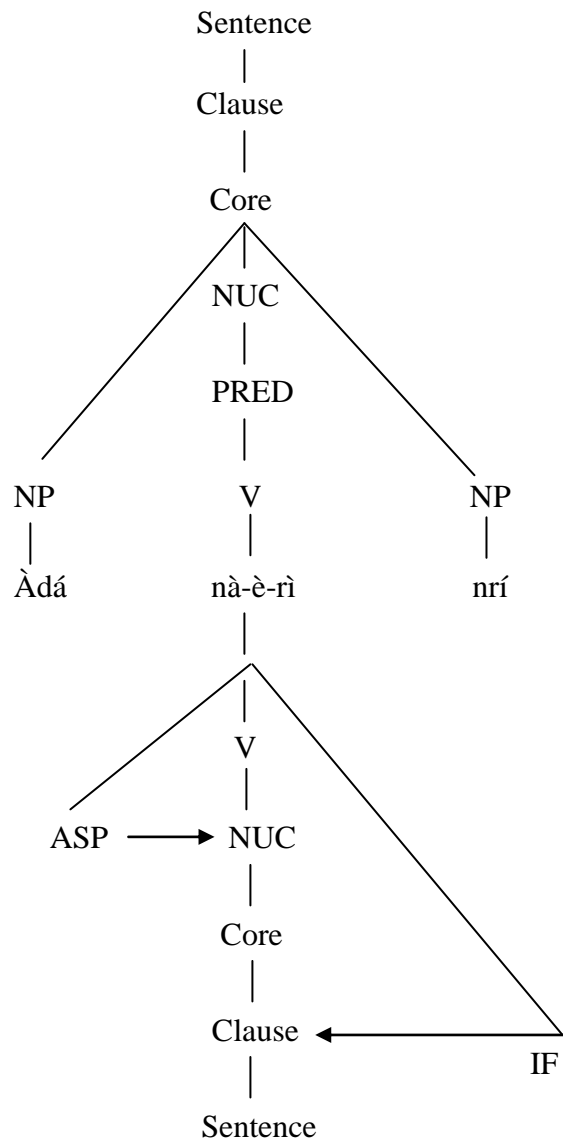 Sentence
Clause
Core
NUC
PRED
NP V NP
Àdá nà-è-rì nrí
V
ASP NUC
Core
Clause
IF
Sentence